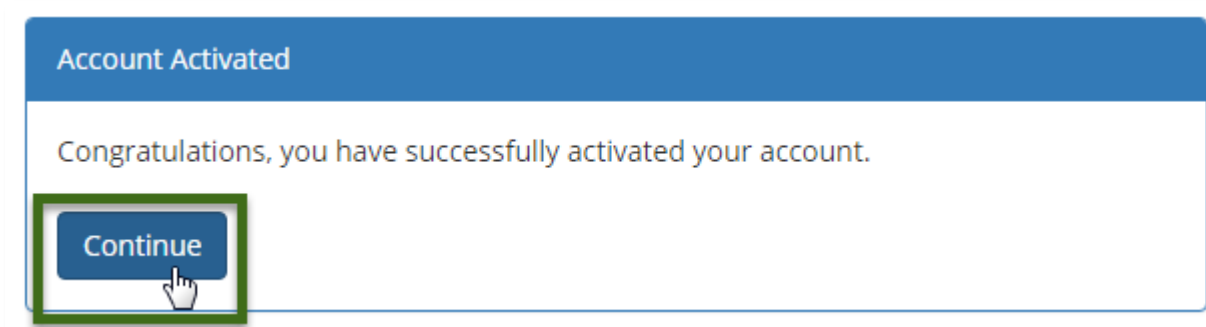 Account Activated
Congratulations, you have successfully activated your account.
Continue